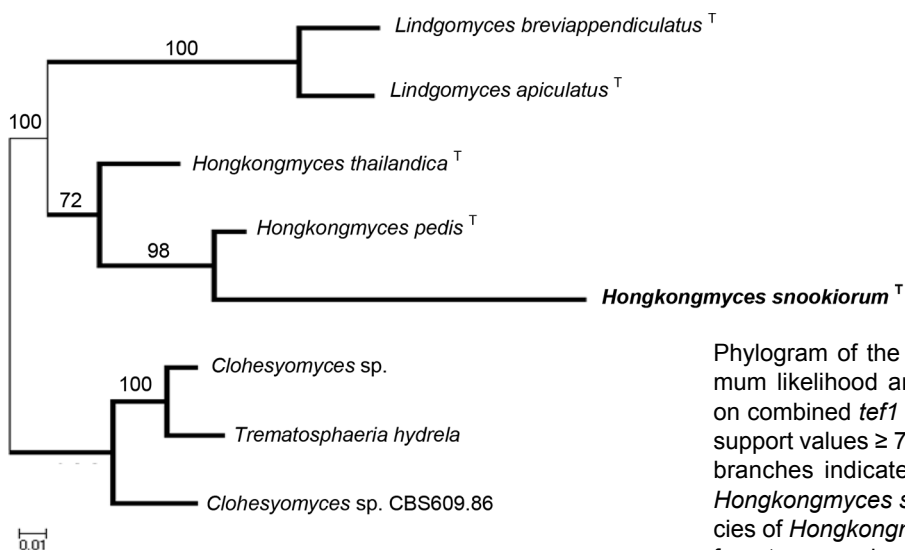 Lindgomyces breviappendiculatus T
100
Lindgomyces apiculatus T
100
Hongkongmyces thailandica T
72
Hongkongmyces pedis T
98
Hongkongmyces snookiorum T
Clohesyomyces sp.
100
Trematosphaeria hydrela
Clohesyomyces sp. CBS609.86
0.01
Phylogram of the
mum likelihood an
on combined tef1
support values ≥ 7
branches indicate
Hongkongmyces s
cies of Hongkongn